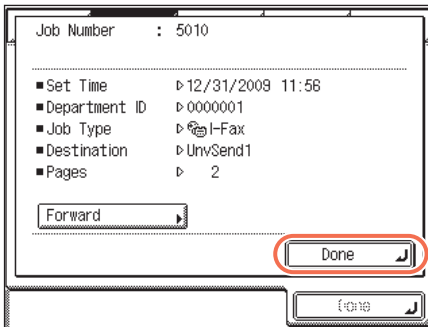 Job Number : 5010
■Set Time ▷12/31/2009 11:56
■Department ID ▷0000001
■Job Type ▷I-Fax
■Destination ▷UnvSend1
■Pages ▷ 2
Forward
Done
Done